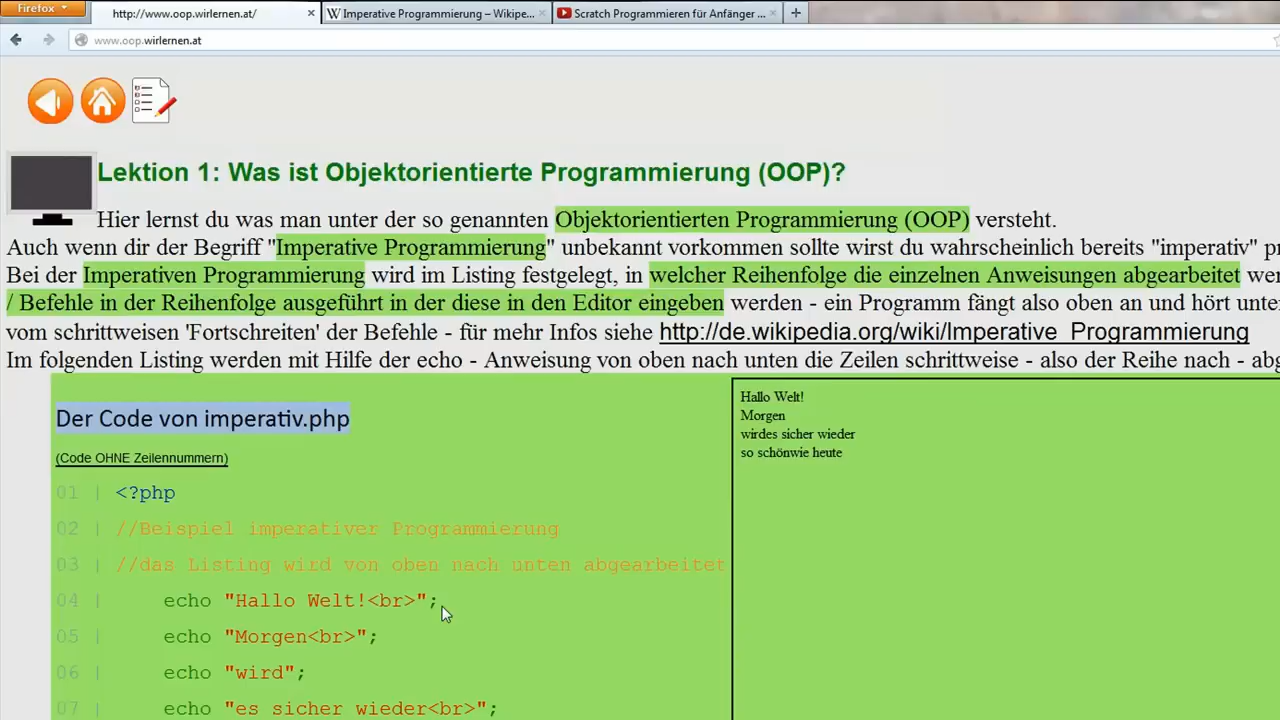 Firefox
http://www.oop.wirlernen.at/
Imperative Programmierung – Wikipe...
Scratch Programmieren für Anfänger ...
www.oop.wirlernen.at
Lektion 1: Was ist Objektorientierte Programmierung (OOP)?
Hier lernst du was man unter der so genannten Objektorientierten Programmierung (OOP) versteht.
Auch wenn dir der Begriff "Imperative Programmierung" unbekannt vorkommen sollte wirst du wahrscheinlich bereits "imperativ" pr
Bei der Imperativen Programmierung wird im Listing festgelegt, in welcher Reihenfolge die einzelnen Anweisungen abgearbeitet wer
/ Befehle in der Reihenfolge ausgeführt in der diese in den Editor eingeben werden - ein Programm fängt also oben an und hört unte
vom schrittweisen 'Fortschreiten' der Befehle - für mehr Infos siehe http://de.wikipedia.org/wiki/Imperative_Programmierung
Im folgenden Listing werden mit Hilfe der echo - Anweisung von oben nach unten die Zeilen schrittweise - also der Reihe nach - abg
Der Code von imperativ.php
(Code OHNE Zeilennummern)
01 | <?php
02 | //Beispiel imperativer Programmierung
03 | //das Listing wird von oben nach unten abgearbeitet
04 | echo "Hallo Welt!<br>";
05 | echo "Morgen<br>";
06 | echo "wird";
07 | echo "es sicher wieder<br>";
Hallo Welt!
Morgen
wirdes sicher wieder
so schönwie heute